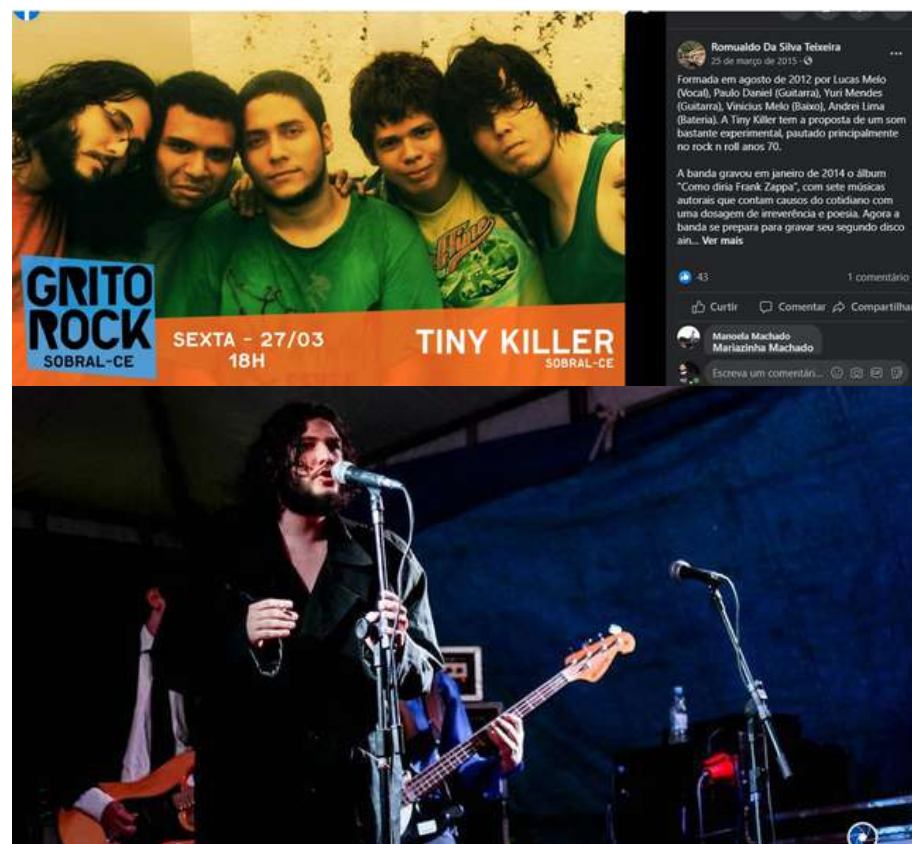 GRITO
ROCK
SOBRAL-CE
SEXTA - 27/03
18H
TINY KILLER
SOBRAL-CE
Romualdo Da Silva Teixeira
25 de março de 2015 ·
Formada em agosto de 2012 por Lucas Melo
(Vocal), Paulo Daniel (Guitarra), Yuri Mendes
(Guitarra), Vinicius Melo (Baixo), Andrei Lima
(Bateria). A Tiny Killer tem a proposta de um som
bastante experimental, pautado principalmente
no rock n roll anos 70.
A banda gravou em janeiro de 2014 o álbum
"Como diria Frank Zappa", com sete músicas
autorais que contam causos do cotidiano com
uma dosagem de irreverência e poesia. Agora a
banda se prepara para gravar seu segundo disco
ain... Ver mais
43
1 comentário
Curtir
Comentar
Compartilhar
Manoela Machado
Mariazinha Machado
Escreva um comentári...